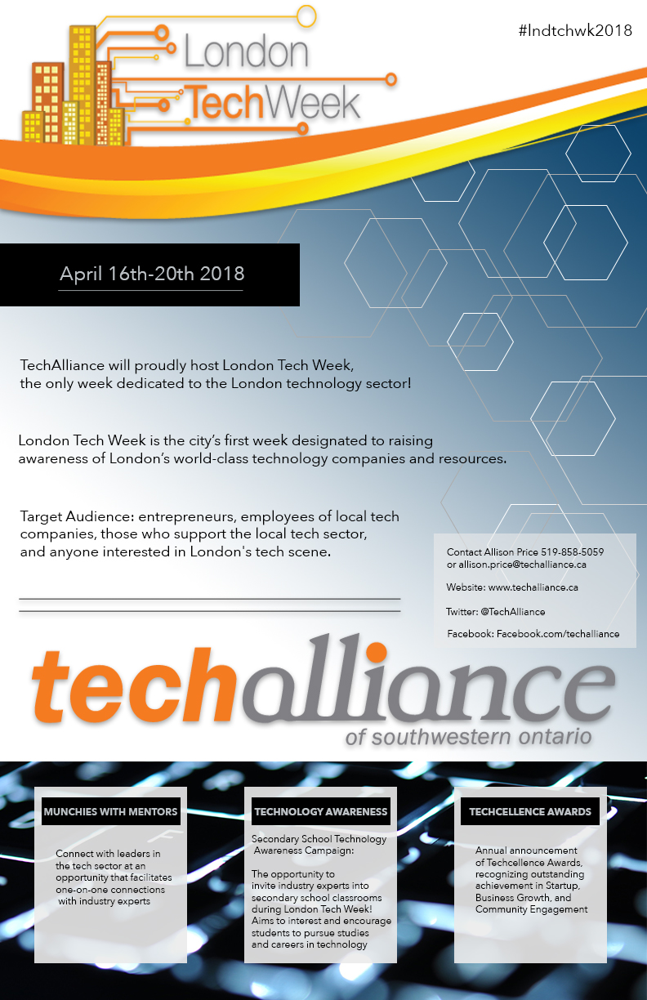 #lndtchwk2018
London
TechWeek
April 16th-20th 2018
TechAlliance will proudly host London Tech Week,
the only week dedicated to the London technology sector!
London Tech Week is the city’s first week designated to raising
awareness of London’s world-class technology companies and resources.
Target Audience: entrepreneurs, employees of local tech
companies, those who support the local tech sector,
and anyone interested in London's tech scene.
Contact Allison Price 519-858-5059
or allison.price@techalliance.ca
Website: www.techalliance.ca
Twitter: @TechAlliance
Facebook: Facebook.com/techalliance
techalliance
of southwestern ontario
MUNCHIES WITH MENTORS
Connect with leaders in
the tech sector at an
opportunity that facilitates
one-on-one connections
with industry experts
TECHNOLOGY AWARENESS
Secondary School Technology
Awareness Campaign:
The opportunity to
invite industry experts into
secondary school classrooms
during London Tech Week!
Aims to interest and encourage
students to pursue studies
and careers in technology
TECHCELLENCE AWARDS
Annual announcement
of Techcellence Awards,
recognizing outstanding
achievement in Startup,
Business Growth, and
Community Engagement